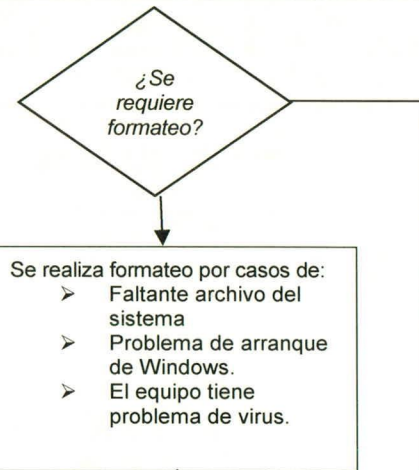 ¿Se
requiere
formateo?
Se realiza formateo por casos de:
➢ Faltante archivo del
sistema
➢ Problema de arranque
de Windows.
➢ El equipo tiene
problema de virus.